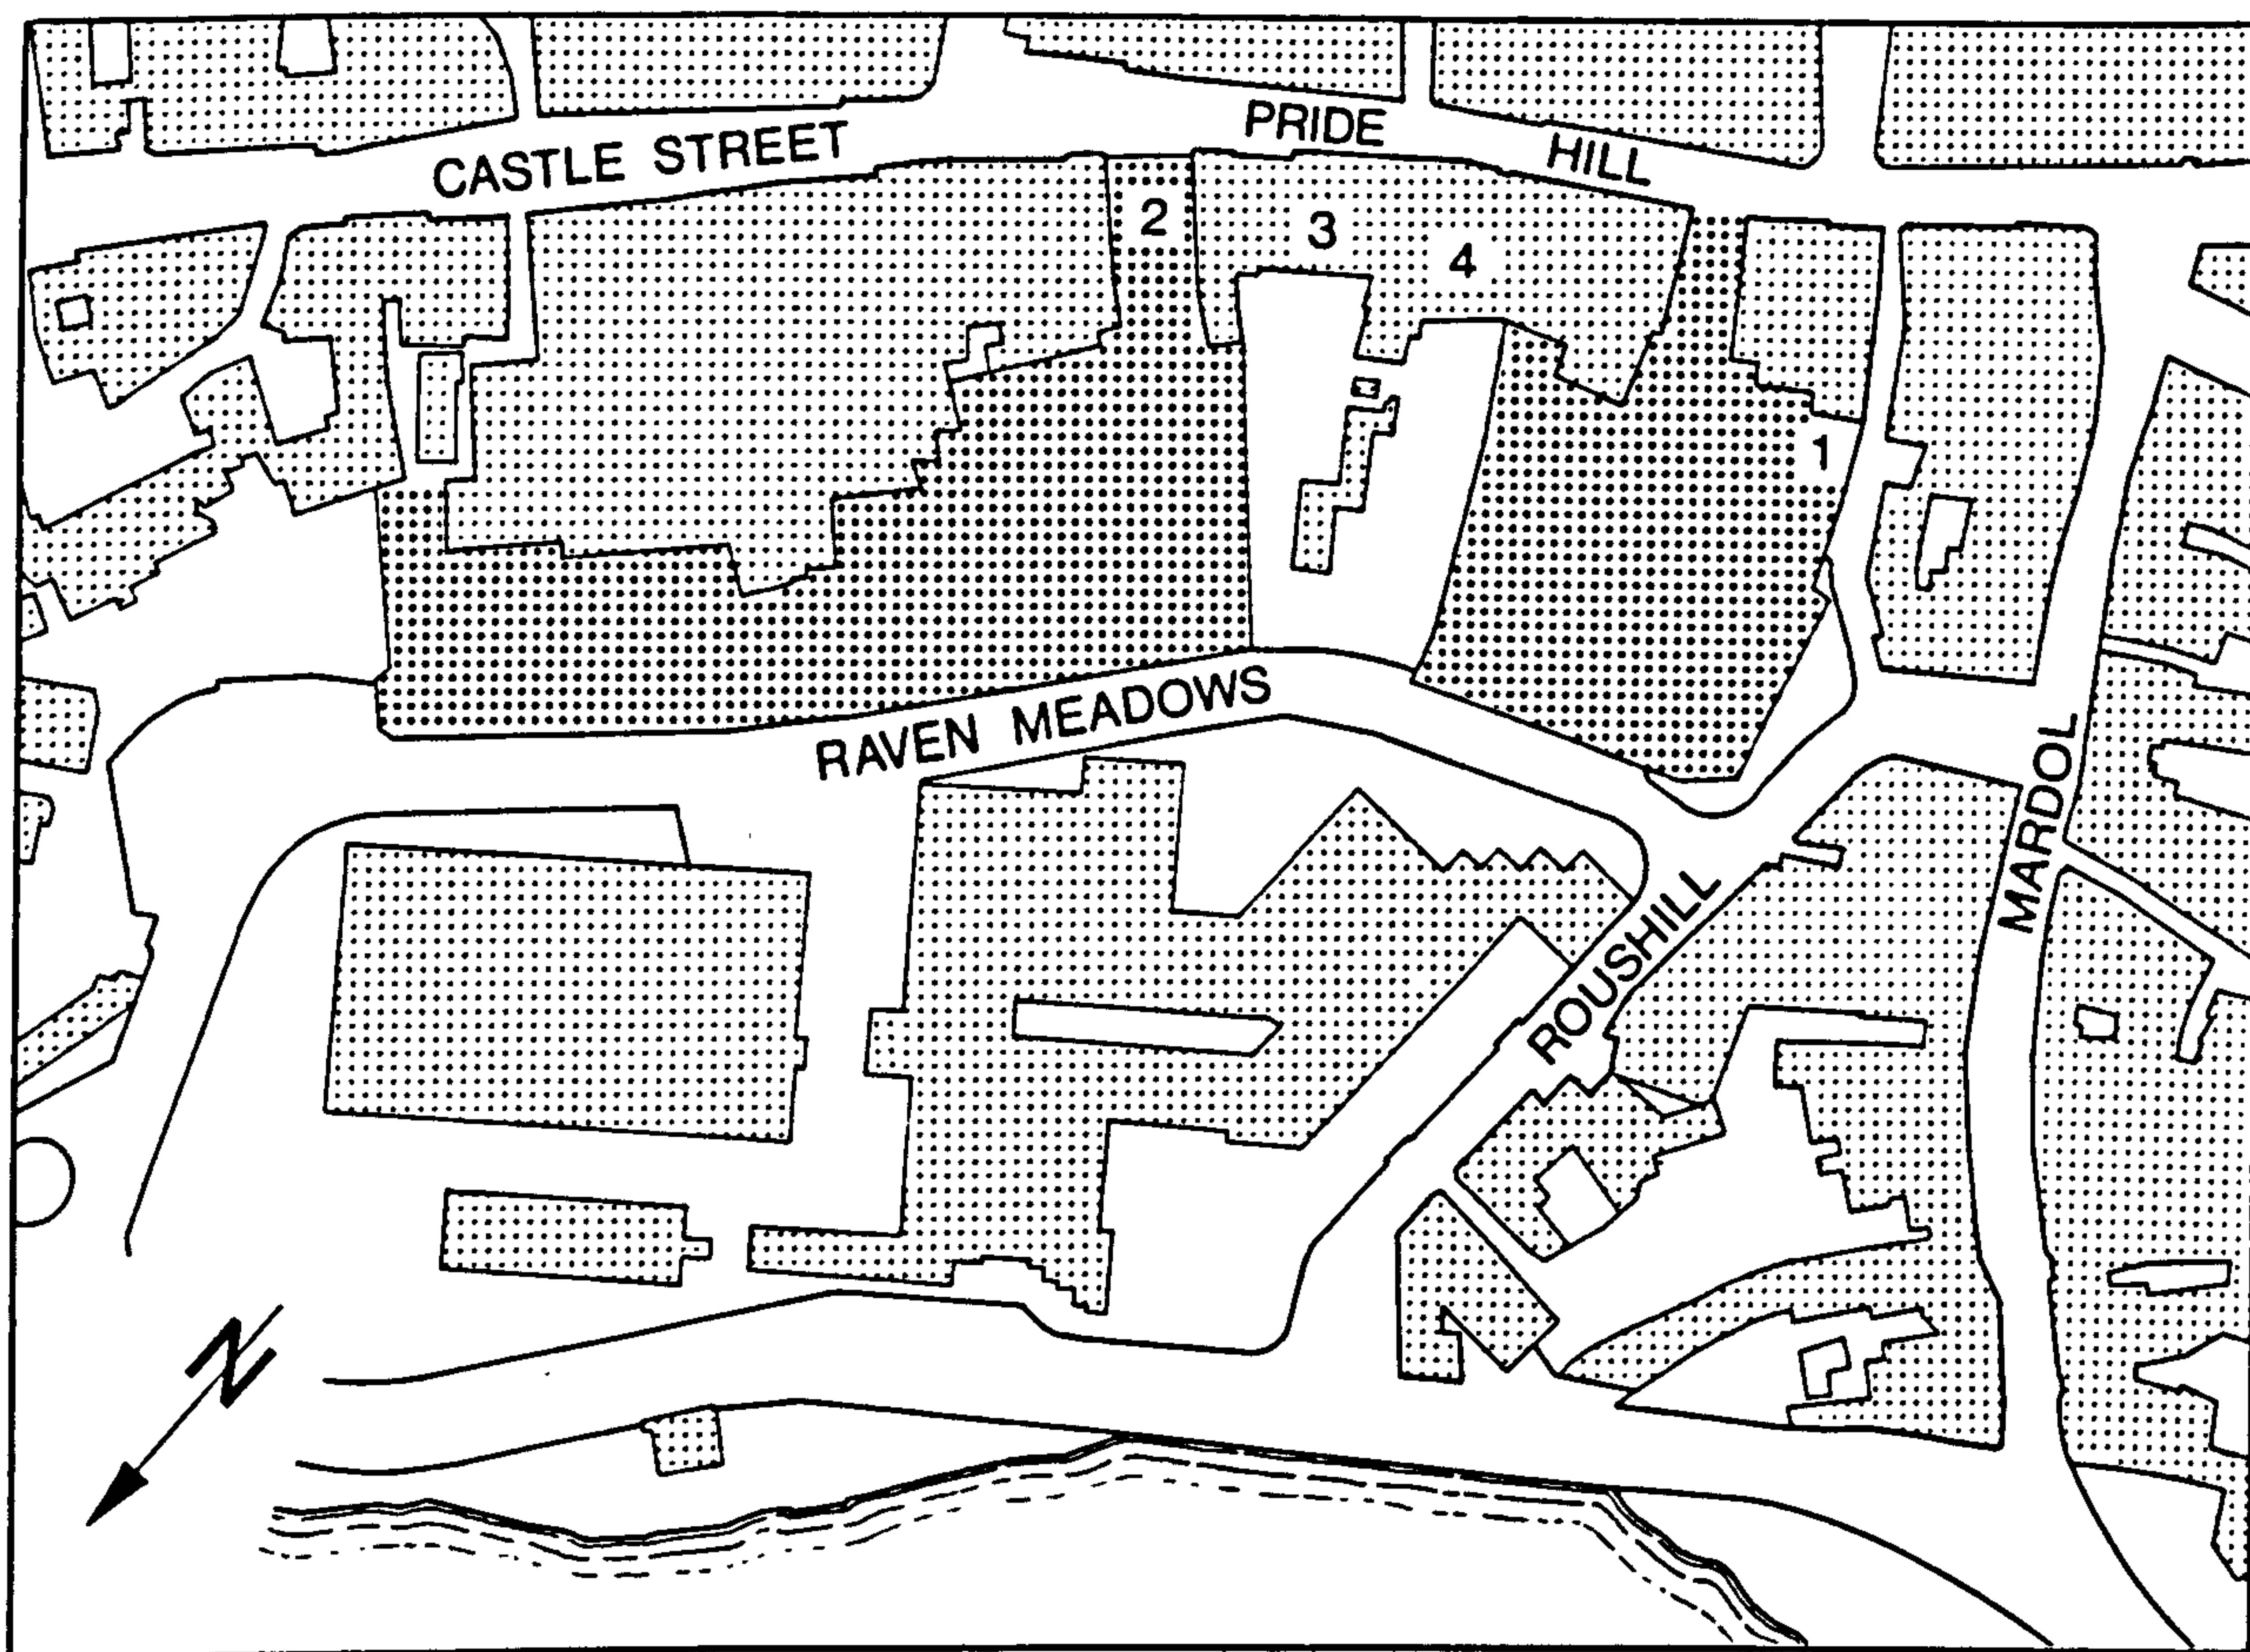 CASTLE STREET
PRIDE HILL
2
3
4
1
RAVEN MEADOWS
MARDOL
ROUSHILL
N